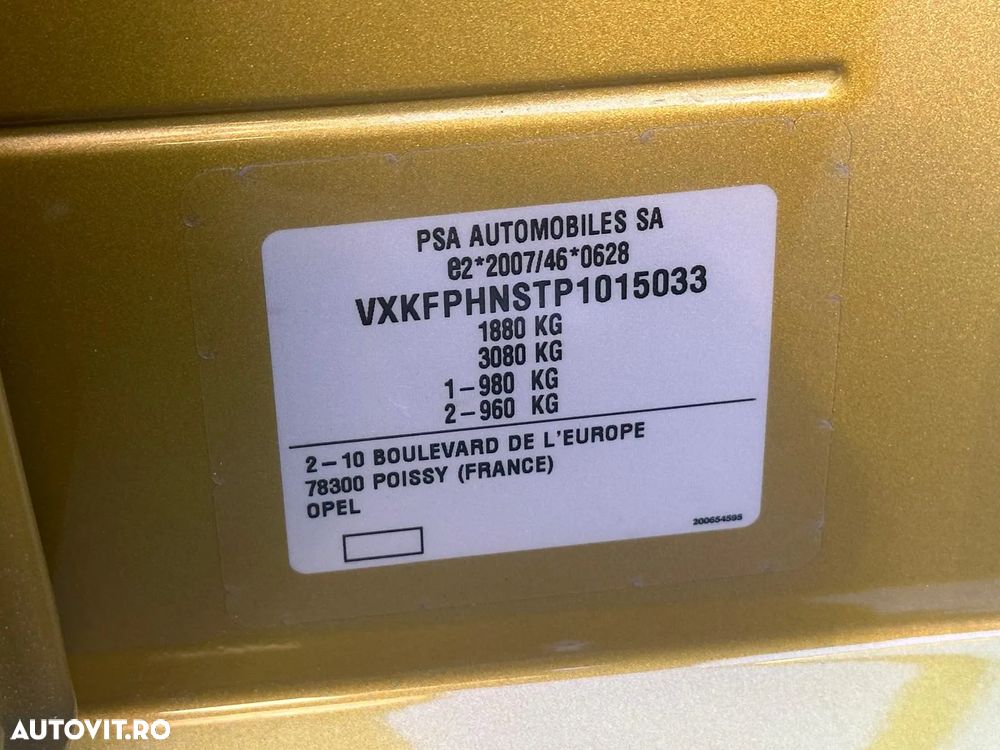 PSA AUTOMOBILES SA
e2*2007/46*0628
VXKFPHNSTP1015033
1880 KG
3080 KG
1-980 KG
2-960 KG
2-10 BOULEVARD DE L'EUROPE
78300 POISSY (FRANCE)
OPEL
200654595
AUTOVIT.RO